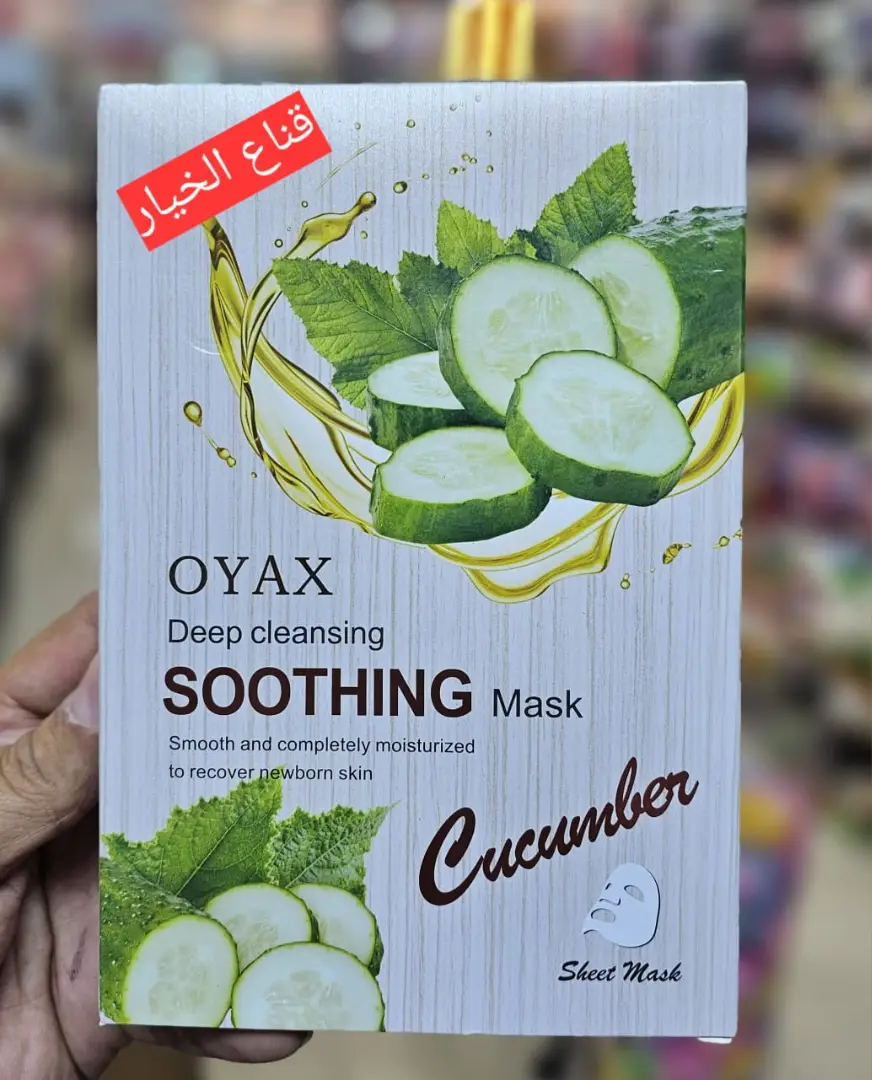 قناع الخيار
OYAX
Deep cleansing
SOOTHING Mask
Smooth and completely moisturized
to recover newborn skin
Cucumber
Sheet Mask